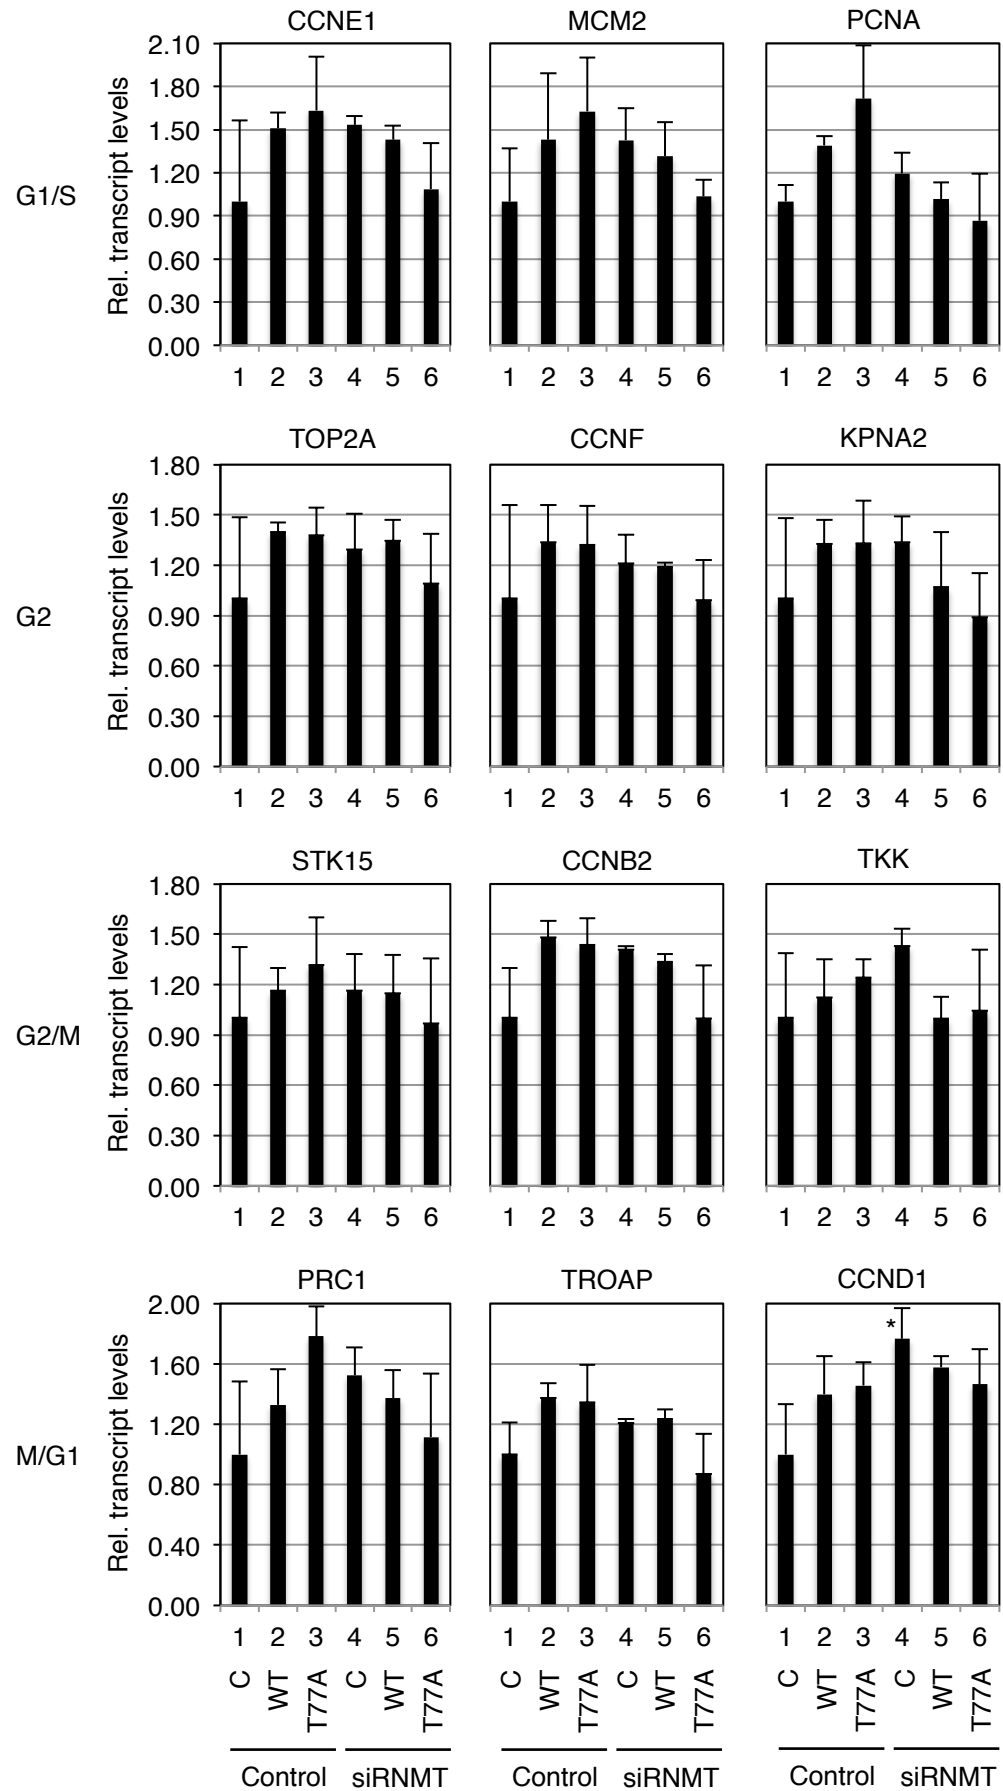 CCNE1 MCM2 PCNA
G1/S
Rel. transcript levels
2.10
1.80
1.50
1.20
0.90
0.60
0.30
0.00
1 2 3 4 5 6 1 2 3 4 5 6 1 2 3 4 5 6
TOP2A CCNF KPNA2
G2
Rel. transcript levels
1.80
1.50
1.20
0.90
0.60
0.30
0.00
1 2 3 4 5 6 1 2 3 4 5 6 1 2 3 4 5 6
STK15 CCNB2 TKK
G2/M
Rel. transcript levels
1.80
1.50
1.20
0.90
0.60
0.30
0.00
1 2 3 4 5 6 1 2 3 4 5 6 1 2 3 4 5 6
PRC1 TROAP CCND1
M/G1
Rel. transcript levels
2.00
1.60
1.20
0.80
0.40
0.00
*
1 2 3 4 5 6 1 2 3 4 5 6 1 2 3 4 5 6
C WT T77A C WT T77A C WT T77A C WT T77A C WT T77A C WT T77A
Control siRNMT Control siRNMT Control siRNMT